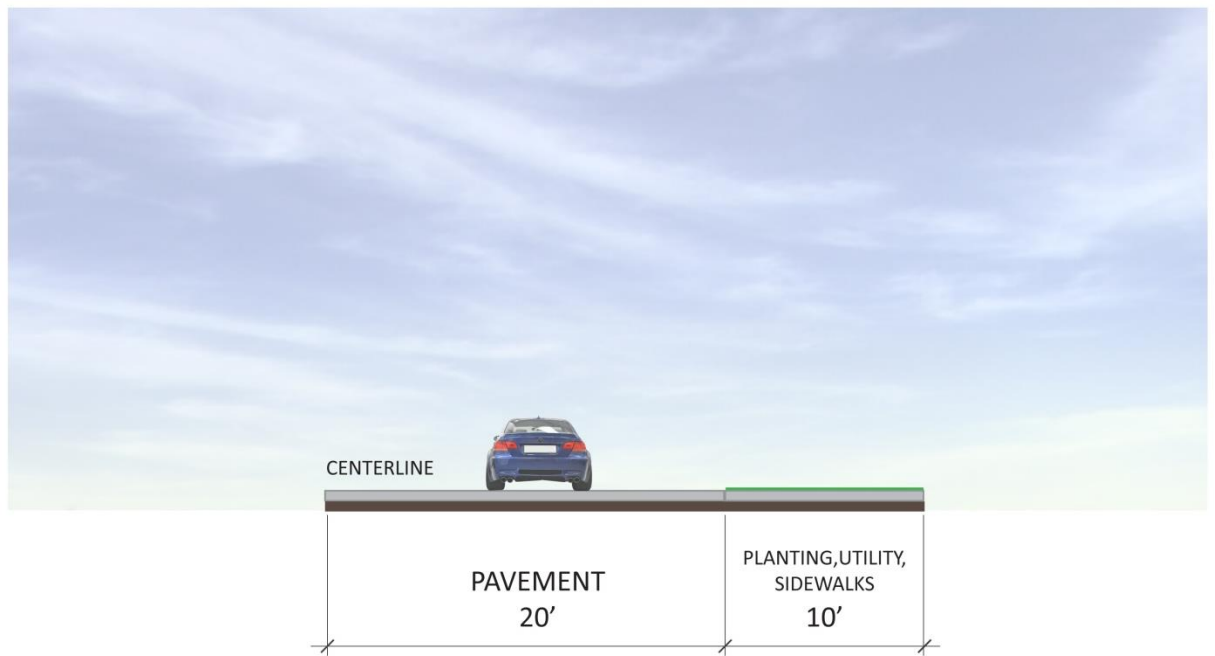 CENTERLINE
PAVEMENT
20’
PLANTING,UTILITY,
SIDEWALKS
10’